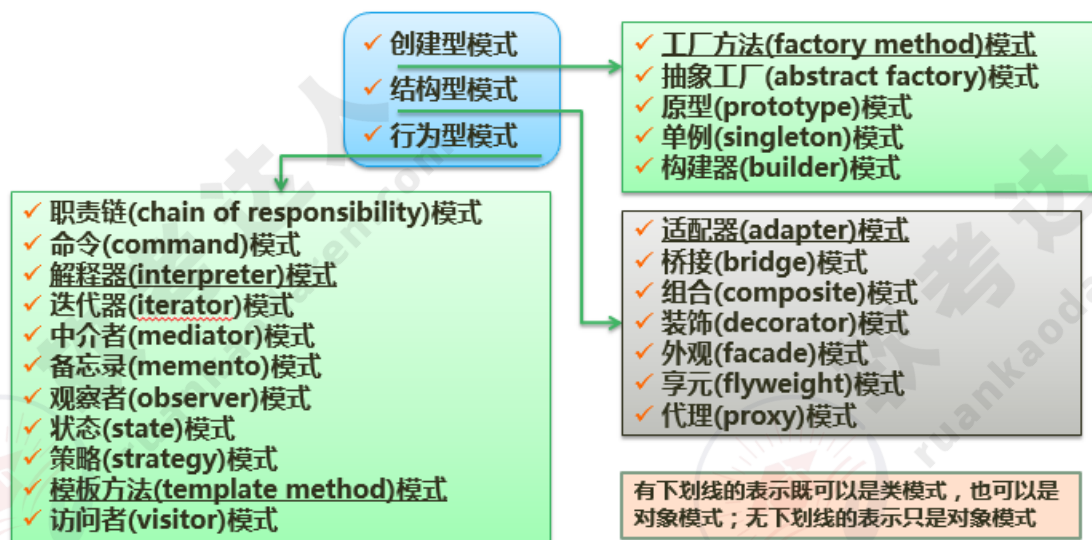 ✓ 创建型模式
✓ 结构型模式
✓ 行为型模式
✓ 工厂方法(factory method)模式
✓ 抽象工厂(abstract factory)模式
✓ 原型(prototype)模式
✓ 单例(singleton)模式
✓ 构建器(builder)模式
✓ 职责链(chain of responsibility)模式
✓ 命令(command)模式
✓ 解释器(interpreter)模式
✓ 迭代器(iterator)模式
✓ 中介者(mediator)模式
✓ 备忘录(memento)模式
✓ 观察者(observer)模式
✓ 状态(state)模式
✓ 策略(strategy)模式
✓ 模板方法(template method)模式
✓ 访问者(visitor)模式
✓ 适配器(adapter)模式
✓ 桥接(bridge)模式
✓ 组合(composite)模式
✓ 装饰(decorator)模式
✓ 外观(facade)模式
✓ 享元(flyweight)模式
✓ 代理(proxy)模式
有下划线的表示既可以是类模式，也可以是
对象模式；无下划线的表示只是对象模式